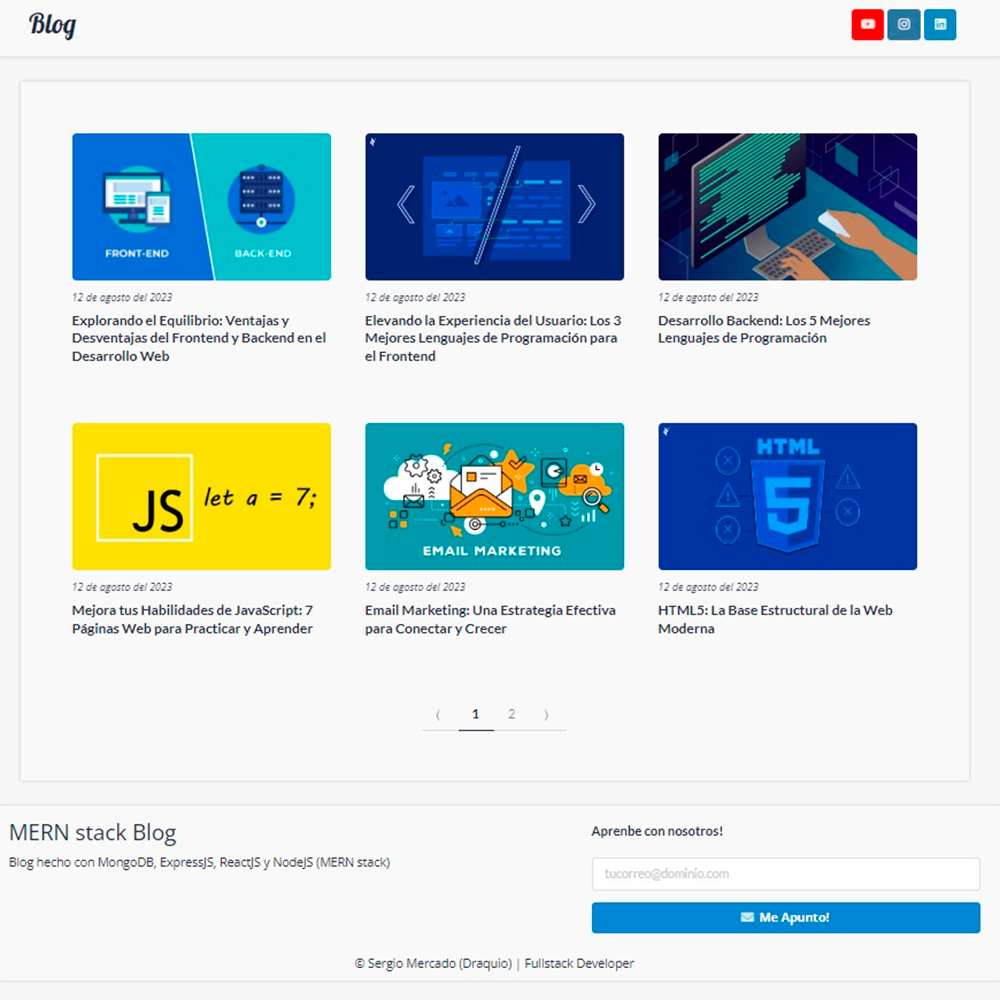 Blog
FRONT-END
BACK-END
12 de agosto del 2023
12 de agosto del 2023
12 de agosto del 2023
Explorando el Equilibrio: Ventajas y
Desventajas del Frontend y Backend en el
Desarrollo Web
Elevando la Experiencia del Usuario: Los 3
Mejores Lenguajes de Programación para
el Frontend
Desarrollo Backend: Los 5 Mejores
Lenguajes de Programación
JS
let a = 7;
EMAIL MARKETING
HTML
5
12 de agosto del 2023
12 de agosto del 2023
12 de agosto del 2023
Mejora tus Habilidades de JavaScript: 7
Páginas Web para Practicar y Aprender
Email Marketing: Una Estrategia Efectiva
para Conectar y Crecer
HTML5: La Base Estructural de la Web
Moderna
⟨ 1 2 ⟩
MERN stack Blog
Blog hecho con MongoDB, ExpressJS, ReactJS y NodeJS (MERN stack)
Aprenbe con nosotros!
tucorreo@dominio.com
Me Apunto!
© Sergio Mercado (Draquio) | Fullstack Developer